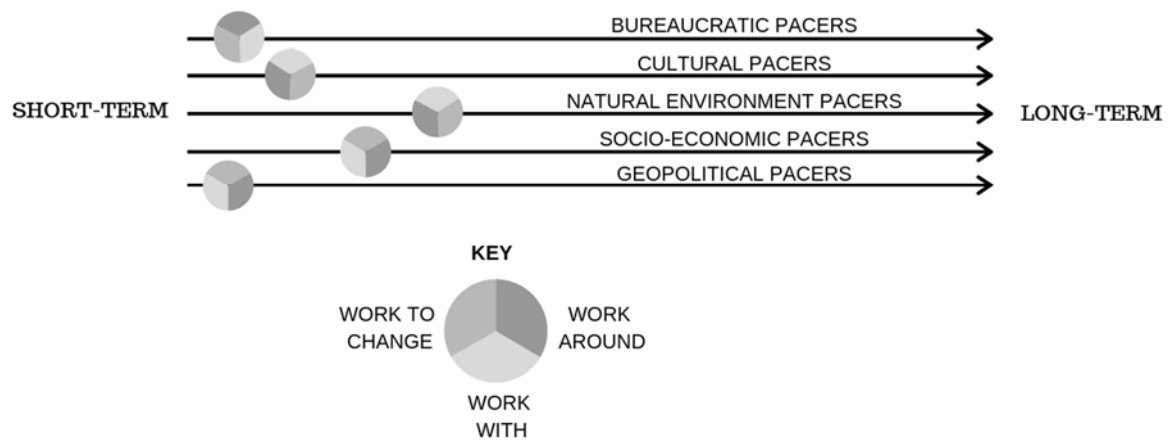 BUREAUCRATIC PACERS
CULTURAL PACERS
SHORT-TERM
NATURAL ENVIRONMENT PACERS
LONG-TERM
SOCIO-ECONOMIC PACERS
GEOPOLITICAL PACERS
KEY
WORK TO
CHANGE
WORK
AROUND
WORK
WITH